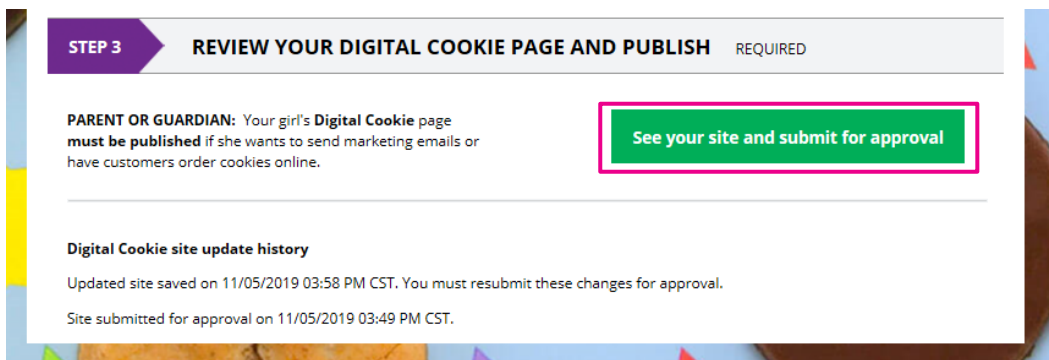 STEP 3 REVIEW YOUR DIGITAL COOKIE PAGE AND PUBLISH REQUIRED
PARENT OR GUARDIAN: Your girl's Digital Cookie page
must be published if she wants to send marketing emails or
have customers order cookies online.
See your site and submit for approval
Digital Cookie site update history
Updated site saved on 11/05/2019 03:58 PM CST. You must resubmit these changes for approval.
Site submitted for approval on 11/05/2019 03:49 PM CST.